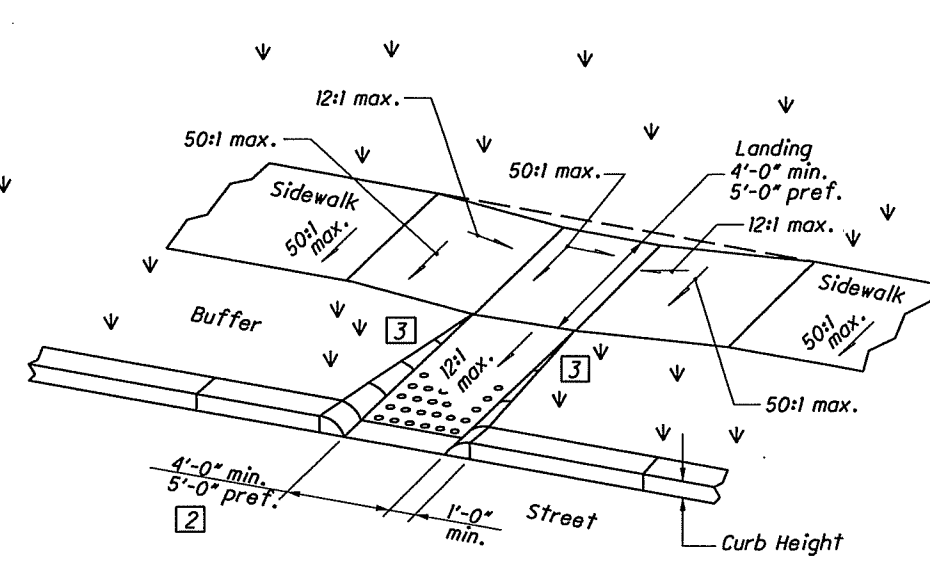 12:1 max.
50:1 max.
50:1 max.
Landing
4'-0" min.
5'-0" pref.
12:1 max.
Sidewalk
50:1
max.
Sidewalk
50:1
max.
Buffer
3
12:1
max.
3
50:1 max.
4'-0" min.
5'-0" pref.
2
1'-0"
min.
Street
Curb Height